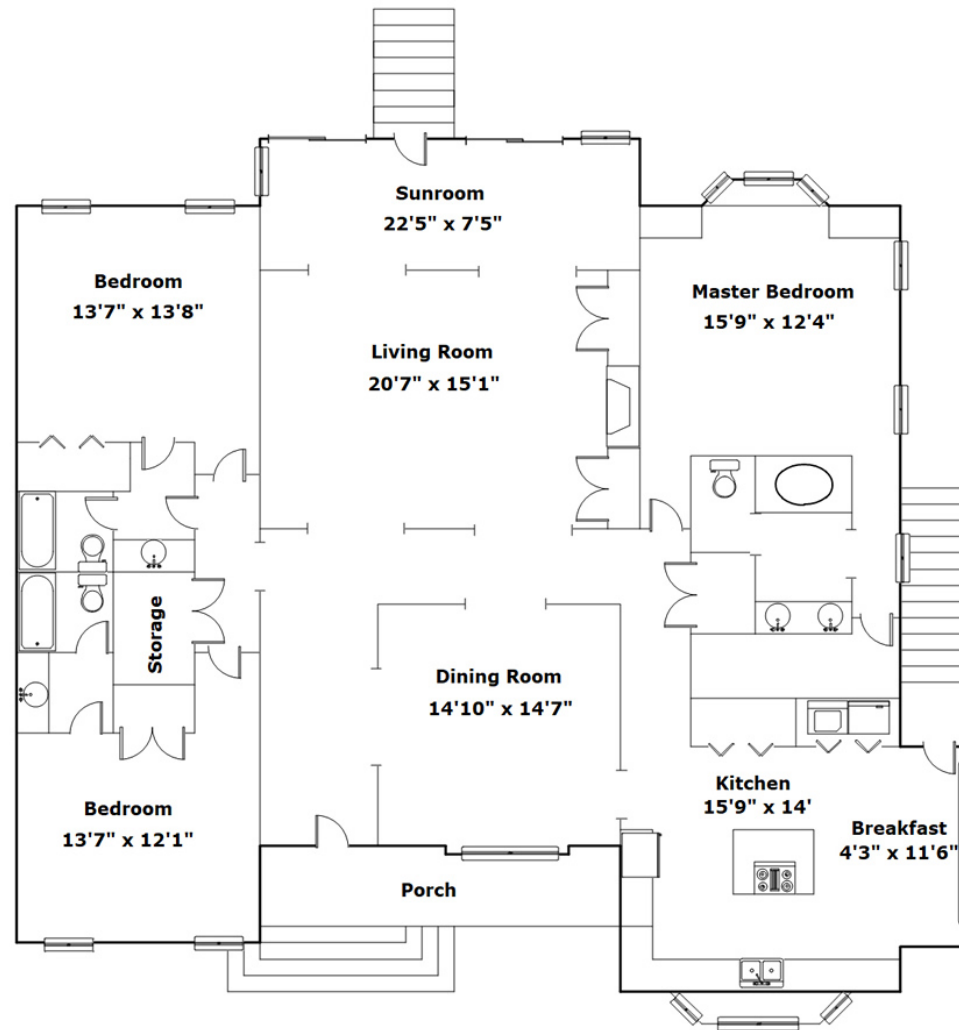 Sunroom
22'5" x 7'5"
Bedroom
13'7" x 13'8"
Master Bedroom
15'9" x 12'4"
Living Room
20'7" x 15'1"
Storage
Dining Room
14'10" x 14'7"
Kitchen
15'9" x 14'
Bedroom
13'7" x 12'1"
Breakfast
4'3" x 11'6"
Porch